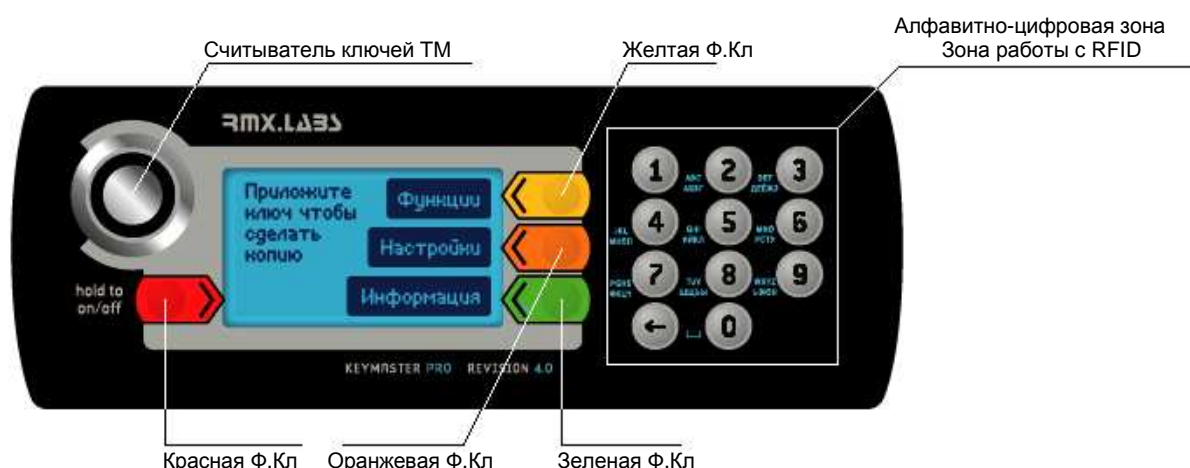 Алфавитно-цифровая зона
Зона работы с RFID
Считыватель ключей ТМ
Желтая Ф.Кл
RMX.LABS
Приложите
ключ чтобы
сделать
копию
Функции
Настройки
Информация
hold to
on/off
1 2 3
4 5 6
7 8 9
← 0
KEYMASTER PRO REVISION 4.0
Красная Ф.Кл
Оранжевая Ф.Кл
Зеленая Ф.Кл